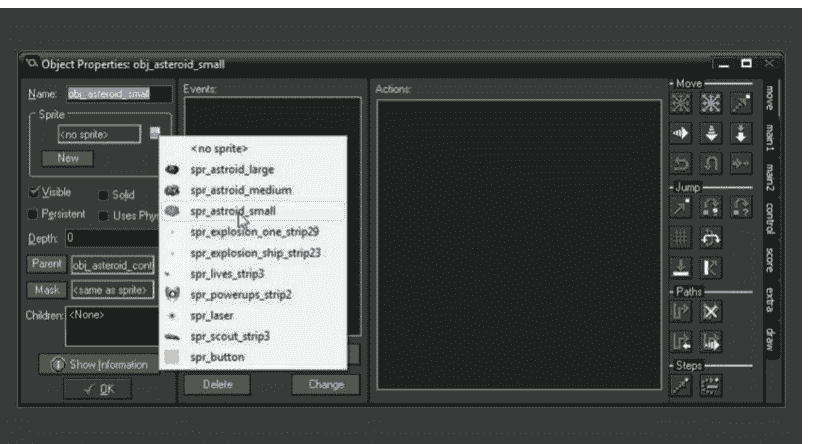 Object Properties: obj_asteroid_small
Name: obj_asteroid_small
Sprite
<no sprite>
New
Visible
Solid
Persistent
Uses Phy
Depth: 0
Parent
obj_asteroid_cont
Mask
<same as sprite>
Children:
<None>
Show Information
OK
Events:
<no sprite>
spr_astroid_large
spr_astroid_medium
spr_astroid_small
spr_explosion_one_strip29
spr_explosion_ship_strip23
spr_lives_strip3
spr_powerups_strip2
spr_laser
spr_scout_strip3
spr_button
Delete
Change
Actions:
Move
Jump
Paths
Steps
move
main1
main2
control
score
extra
draw